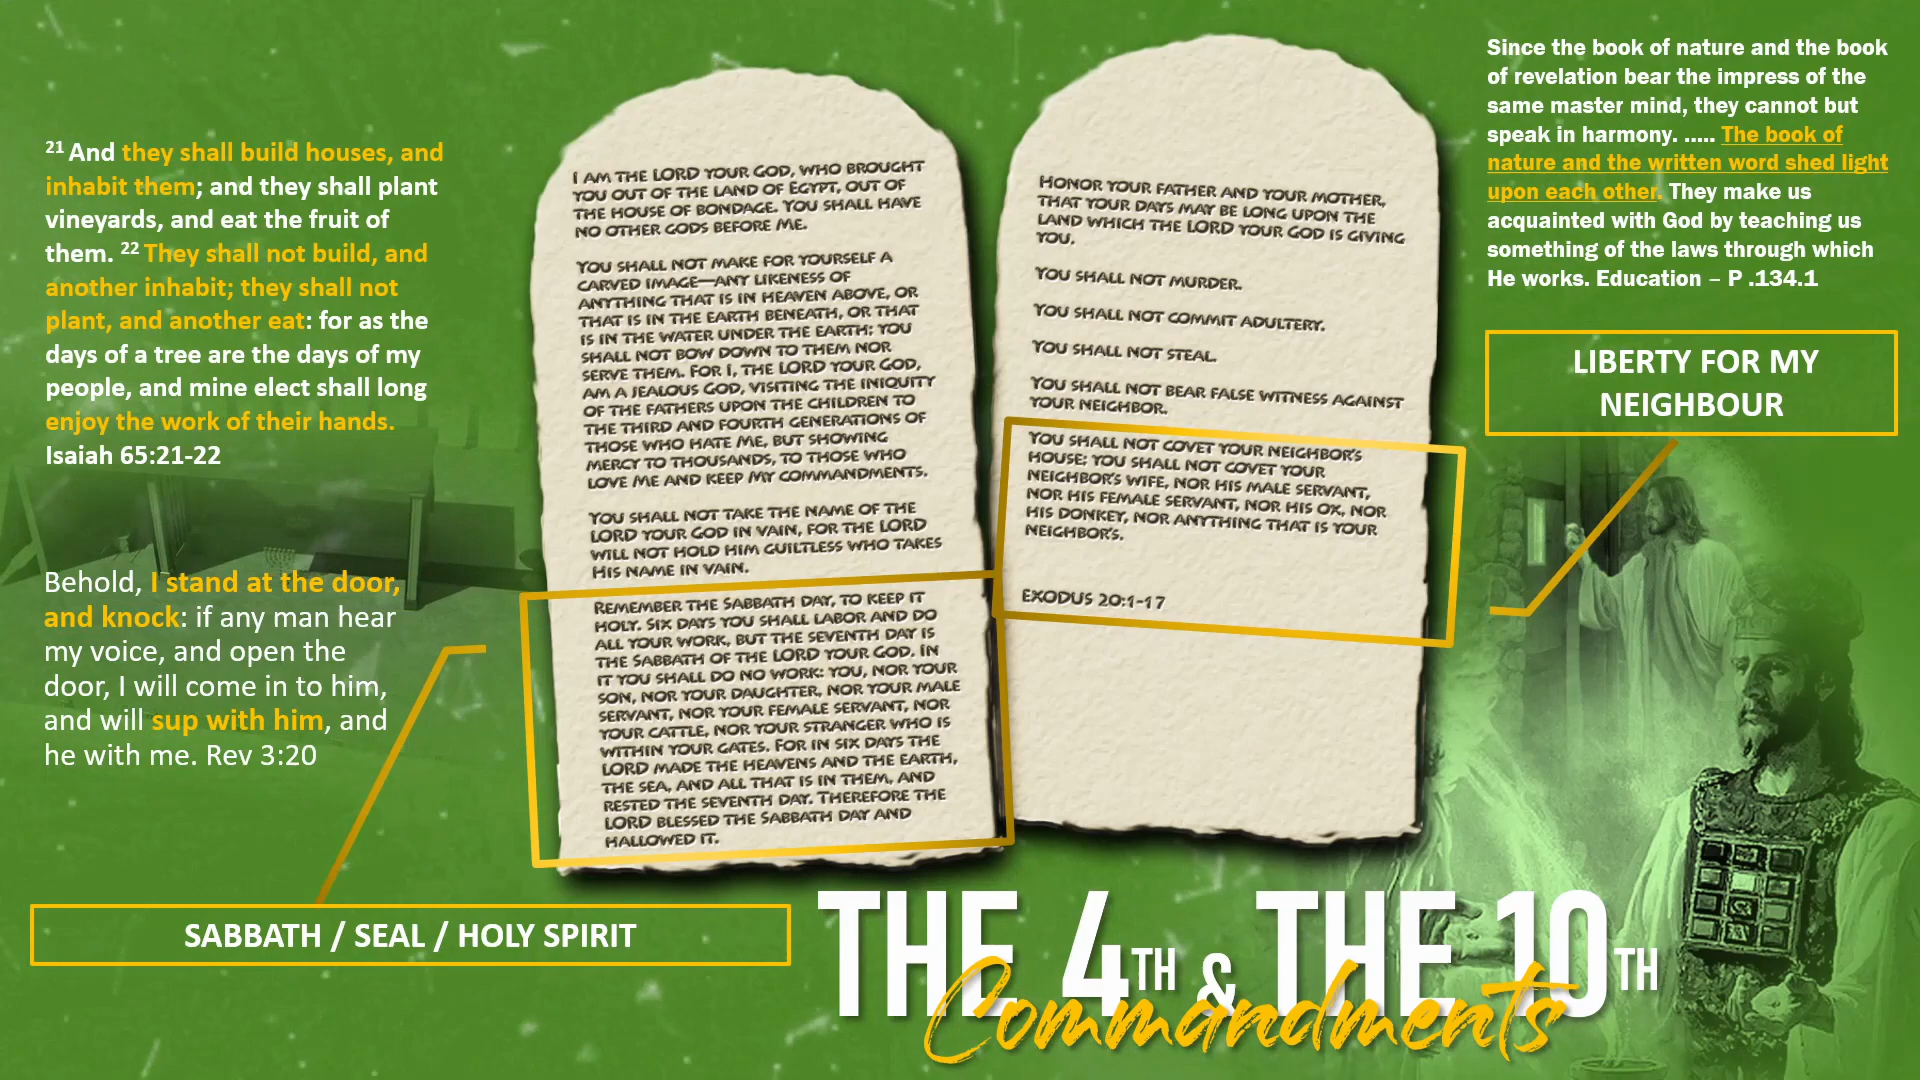 21 And they shall build houses, and
inhabit them; and they shall plant
vineyards, and eat the fruit of
them. 22 They shall not build, and
another inhabit; they shall not
plant, and another eat: for as the
days of a tree are the days of my
people, and mine elect shall long
enjoy the work of their hands.
Isaiah 65:21-22
Behold, I stand at the door,
and knock: if any man hear
my voice, and open the
door, I will come in to him,
and will sup with him, and
he with me. Rev 3:20
SABBATH / SEAL / HOLY SPIRIT
I AM THE LORD YOUR GOD, WHO BROUGHT
YOU OUT OF THE LAND OF EGYPT, OUT OF
THE HOUSE OF BONDAGE. YOU SHALL HAVE
NO OTHER GODS BEFORE ME.
YOU SHALL NOT MAKE FOR YOURSELF A
CARVED IMAGE—ANY LIKENESS OF
ANYTHING THAT IS IN HEAVEN ABOVE, OR
THAT IS IN THE EARTH BENEATH, OR THAT
IS IN THE WATER UNDER THE EARTH; YOU
SHALL NOT BOW DOWN TO THEM NOR
SERVE THEM. FOR I, THE LORD YOUR GOD,
AM A JEALOUS GOD, VISITING THE INIQUITY
OF THE FATHERS UPON THE CHILDREN TO
THE THIRD AND FOURTH GENERATIONS OF
THOSE WHO HATE ME, BUT SHOWING
MERCY TO THOUSANDS, TO THOSE WHO
LOVE ME AND KEEP MY COMMANDMENTS.
YOU SHALL NOT TAKE THE NAME OF THE
LORD YOUR GOD IN VAIN, FOR THE LORD
WILL NOT HOLD HIM GUILTLESS WHO TAKES
HIS NAME IN VAIN.
REMEMBER THE SABBATH DAY, TO KEEP IT
HOLY. SIX DAYS YOU SHALL LABOR AND DO
ALL YOUR WORK, BUT THE SEVENTH DAY IS
THE SABBATH OF THE LORD YOUR GOD. IN
IT YOU SHALL DO NO WORK: YOU, NOR YOUR
SON, NOR YOUR DAUGHTER, NOR YOUR MALE
SERVANT, NOR YOUR FEMALE SERVANT, NOR
YOUR CATTLE, NOR YOUR STRANGER WHO IS
WITHIN YOUR GATES. FOR IN SIX DAYS THE
LORD MADE THE HEAVENS AND THE EARTH,
THE SEA, AND ALL THAT IS IN THEM, AND
RESTED THE SEVENTH DAY. THEREFORE THE
LORD BLESSED THE SABBATH DAY AND
HALLOWED IT.
HONOR YOUR FATHER AND YOUR MOTHER,
THAT YOUR DAYS MAY BE LONG UPON THE
LAND WHICH THE LORD YOUR GOD IS GIVING
YOU.
YOU SHALL NOT MURDER.
YOU SHALL NOT COMMIT ADULTERY.
YOU SHALL NOT STEAL.
YOU SHALL NOT BEAR FALSE WITNESS AGAINST
YOUR NEIGHBOR.
YOU SHALL NOT COVET YOUR NEIGHBOR'S
HOUSE; YOU SHALL NOT COVET YOUR
NEIGHBOR'S WIFE, NOR HIS MALE SERVANT,
NOR HIS FEMALE SERVANT, NOR HIS OX, NOR
HIS DONKEY, NOR ANYTHING THAT IS YOUR
NEIGHBOR'S.
EXODUS 20:1-17
Since the book of nature and the book
of revelation bear the impress of the
same master mind, they cannot but
speak in harmony. ..... The book of
nature and the written word shed light
upon each other. They make us
acquainted with God by teaching us
something of the laws through which
He works. Education – P .134.1
LIBERTY FOR MY
NEIGHBOUR
THE 4TH & THE 10TH
Commandments